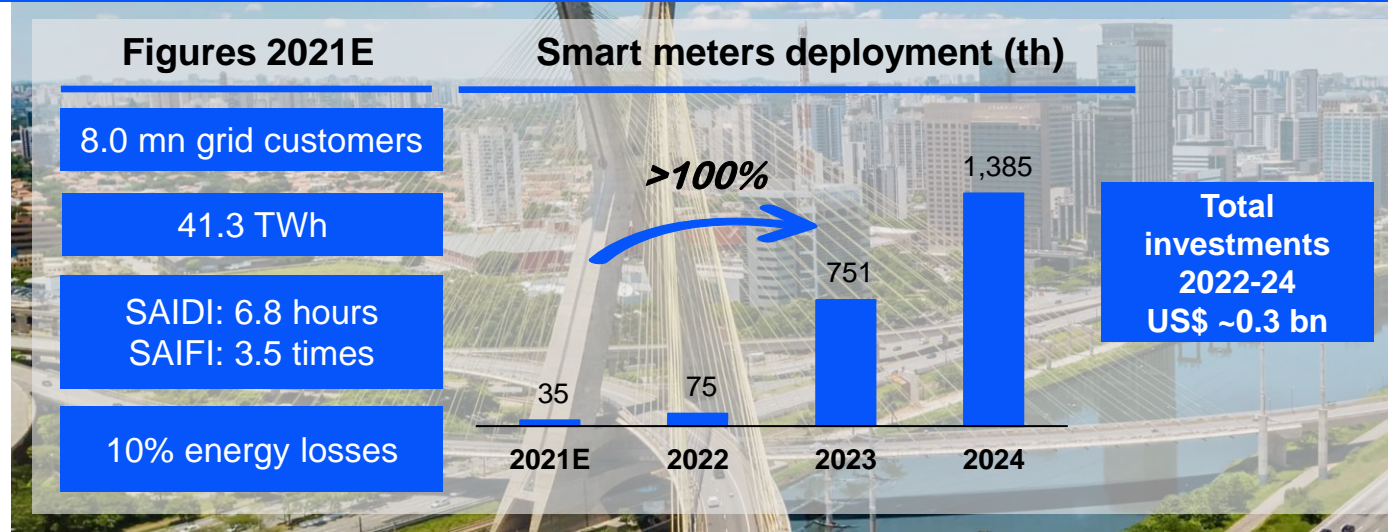 Figures 2021E
8.0 mn grid customers
41.3 TWh
SAIDI: 6.8 hours
SAIFI: 3.5 times
10% energy losses
Smart meters deployment (th)
>100%
35
75
751
1,385
2021E
2022
2023
2024
Total
investments
2022-24
US$ ~0.3 bn